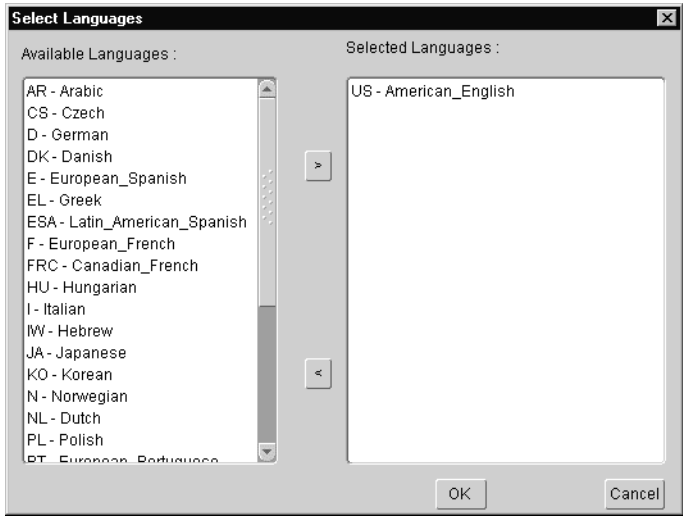 Select Languages
Available Languages :
Selected Languages :
AR - Arabic
CS - Czech
D - German
DK - Danish
E - European_Spanish
EL - Greek
ESA - Latin_American_Spanish
F - European_French
FRC - Canadian_French
HU - Hungarian
I - Italian
IW - Hebrew
JA - Japanese
KO - Korean
N - Norwegian
NL - Dutch
PL - Polish
PT - European_Portuguese
>
<
US - American_English
OK
Cancel